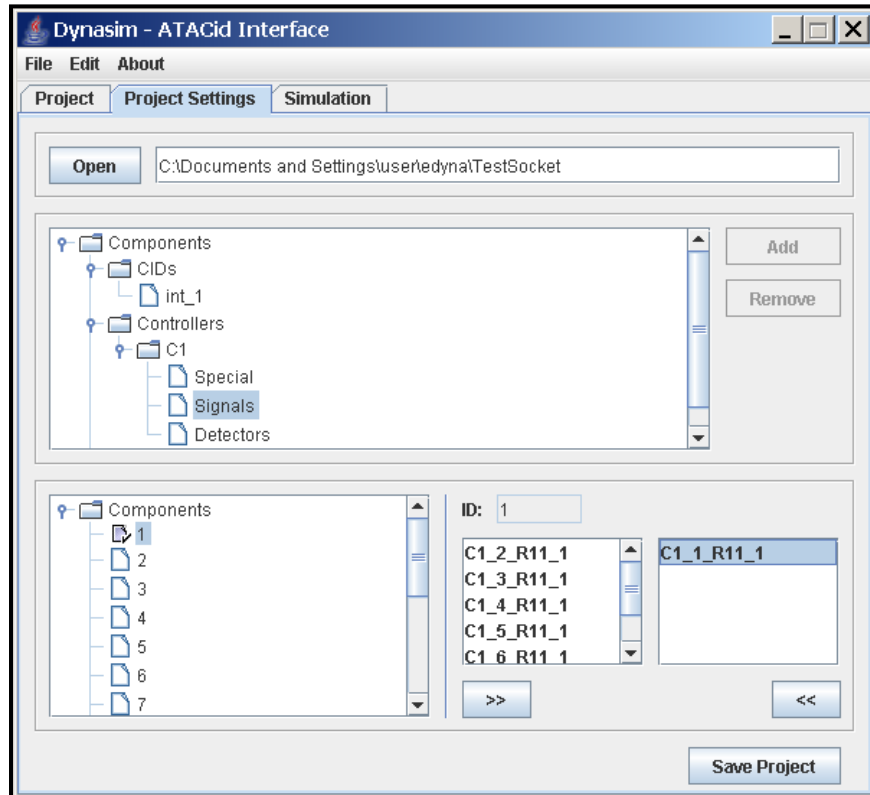 Dynasim - ATACid Interface
File Edit About
Project Project Settings Simulation
Open C:\Documents and Settings\user\edyna\TestSocket
Components
CIDs
int_1
Controllers
C1
Special
Signals
Detectors
Add
Remove
Components
1
2
3
4
5
6
7
ID: 1
C1_2_R11_1
C1_3_R11_1
C1_4_R11_1
C1_5_R11_1
C1_6_R11_1
C1_1_R11_1
>> <<
Save Project